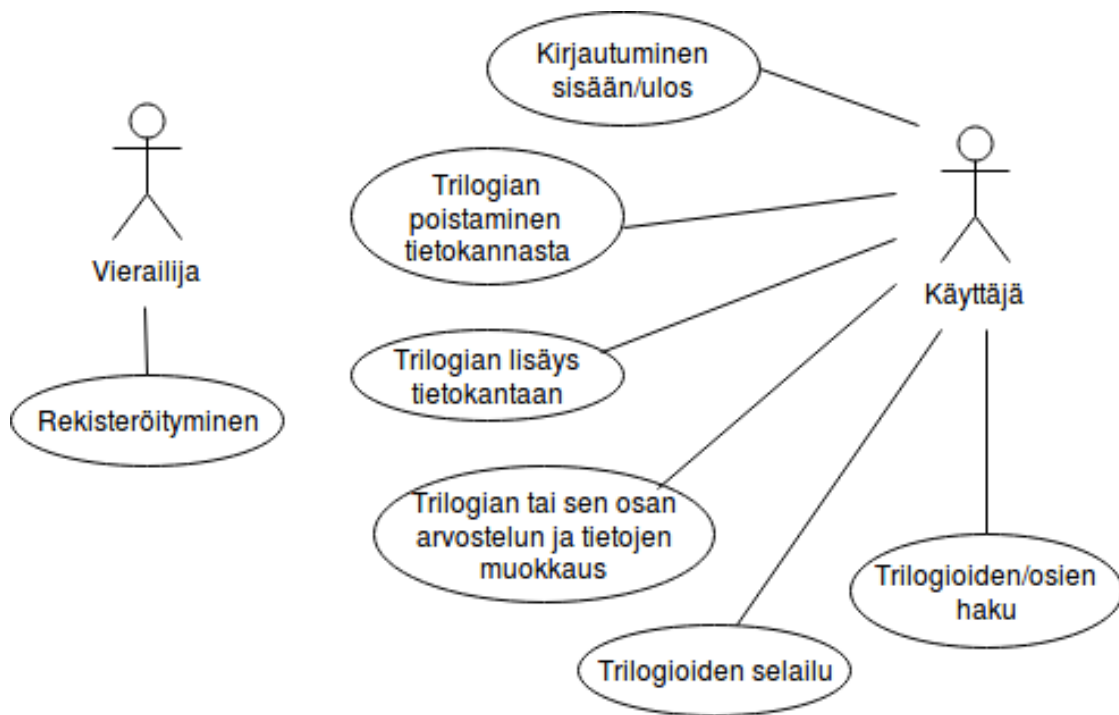 Kirjautuminen
sisään/ulos
Trilogian
poistaminen
tietokannasta
Vierailija
Käyttäjä
Trilogian lisäys
tietokantaan
Rekisteröityminen
Trilogian tai sen osan
arvostelun ja tietojen
muokkaus
Trilogioiden/osien
haku
Trilogioiden selailu